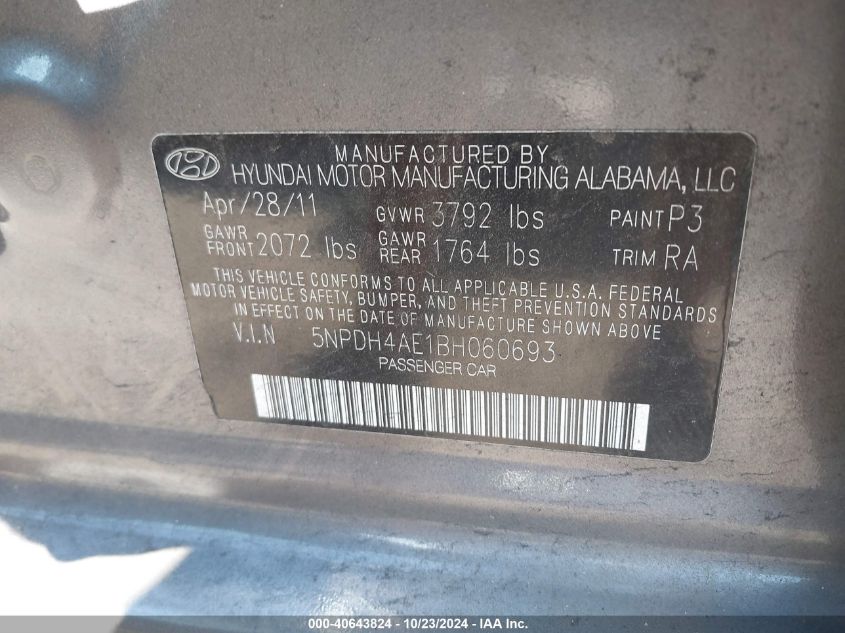 MANUFACTURED BY
HYUNDAI MOTOR MANUFACTURING ALABAMA, LLC
Apr/28/11 GVWR 3792 lbs PAINT P3
GAWR FRONT 2072 lbs GAWR REAR 1764 lbs TRIM RA
THIS VEHICLE CONFORMS TO ALL APPLICABLE U.S.A. FEDERAL
MOTOR VEHICLE SAFETY, BUMPER, AND THEFT PREVENTION STANDARDS
IN EFFECT ON THE DATE OF MANUFACTURE SHOWN ABOVE
V.I.N 5NPDH4AE1BH060693
PASSENGER CAR
000-40643824 - 10/23/2024 - IAA Inc.